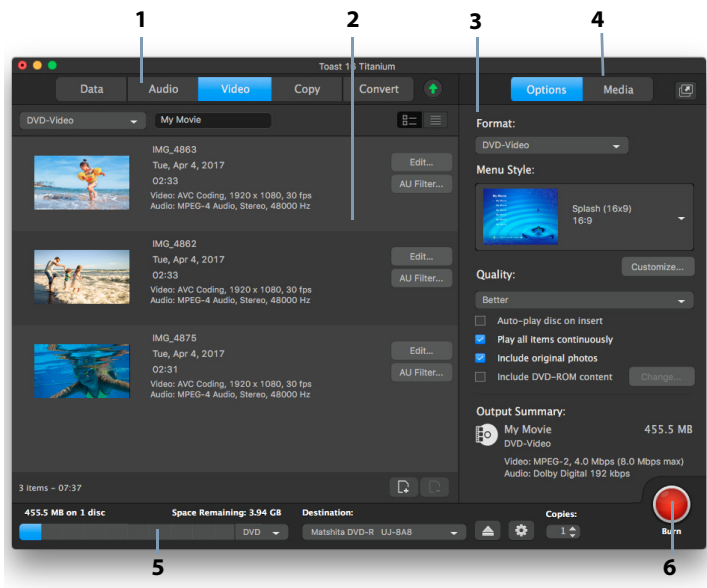 1
2
3
4
Toast 16 Titanium
Data
Audio
Video
Copy
Convert
Options
Media
DVD-Video
My Movie
IMG_4863
Tue, Apr 4, 2017
02:33
Video: AVC Coding, 1920 x 1080, 30 fps
Audio: MPEG-4 Audio, Stereo, 48000 Hz
Edit...
AU Filter...
IMG_4862
Tue, Apr 4, 2017
02:33
Video: AVC Coding, 1920 x 1080, 30 fps
Audio: MPEG-4 Audio, Stereo, 48000 Hz
Edit...
AU Filter...
IMG_4875
Tue, Apr 4, 2017
02:31
Video: AVC Coding, 1920 x 1080, 30 fps
Audio: MPEG-4 Audio, Stereo, 48000 Hz
Edit...
AU Filter...
3 items – 07:37
Format:
DVD-Video
Menu Style:
My Movie
Splash (16x9)
16:9
Customize...
Quality:
Better
Auto-play disc on insert
Play all items continuously
Include original photos
Include DVD-ROM content
Change...
Output Summary:
My Movie
455.5 MB
DVD-Video
Video: MPEG-2, 4.0 Mbps (8.0 Mbps max)
Audio: Dolby Digital 192 kbps
455.5 MB on 1 disc
Space Remaining: 3.94 GB
DVD
Destination:
Matshita DVD-R UJ-8A8
Copies:
1
Burn
5
6